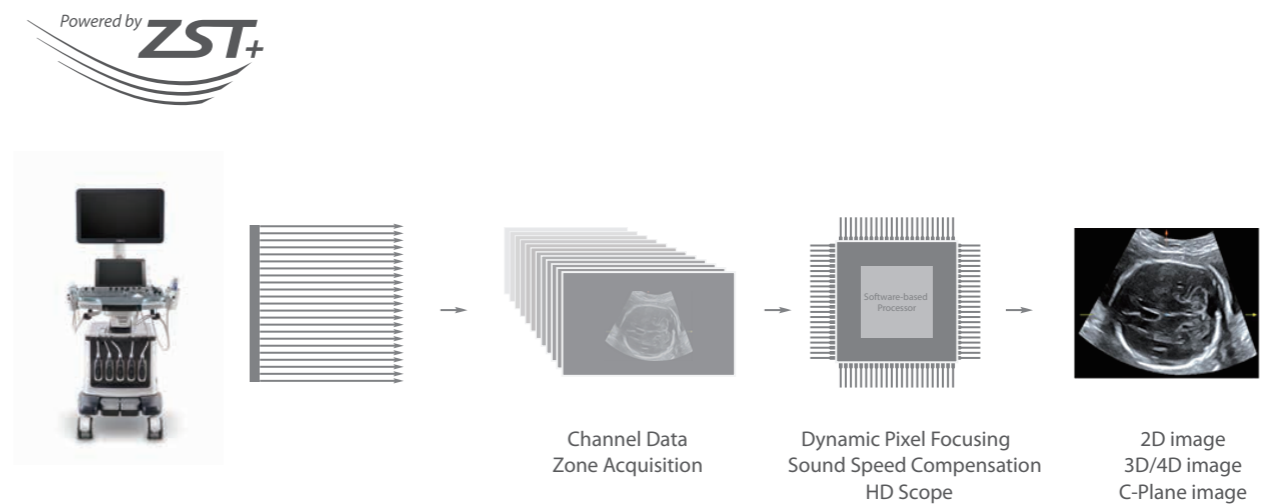 Powered by ZST+
Software-based
Processor
Channel Data
Zone Acquisition
Dynamic Pixel Focusing
Sound Speed Compensation
HD Scope
2D image
3D/4D image
C-Plane image